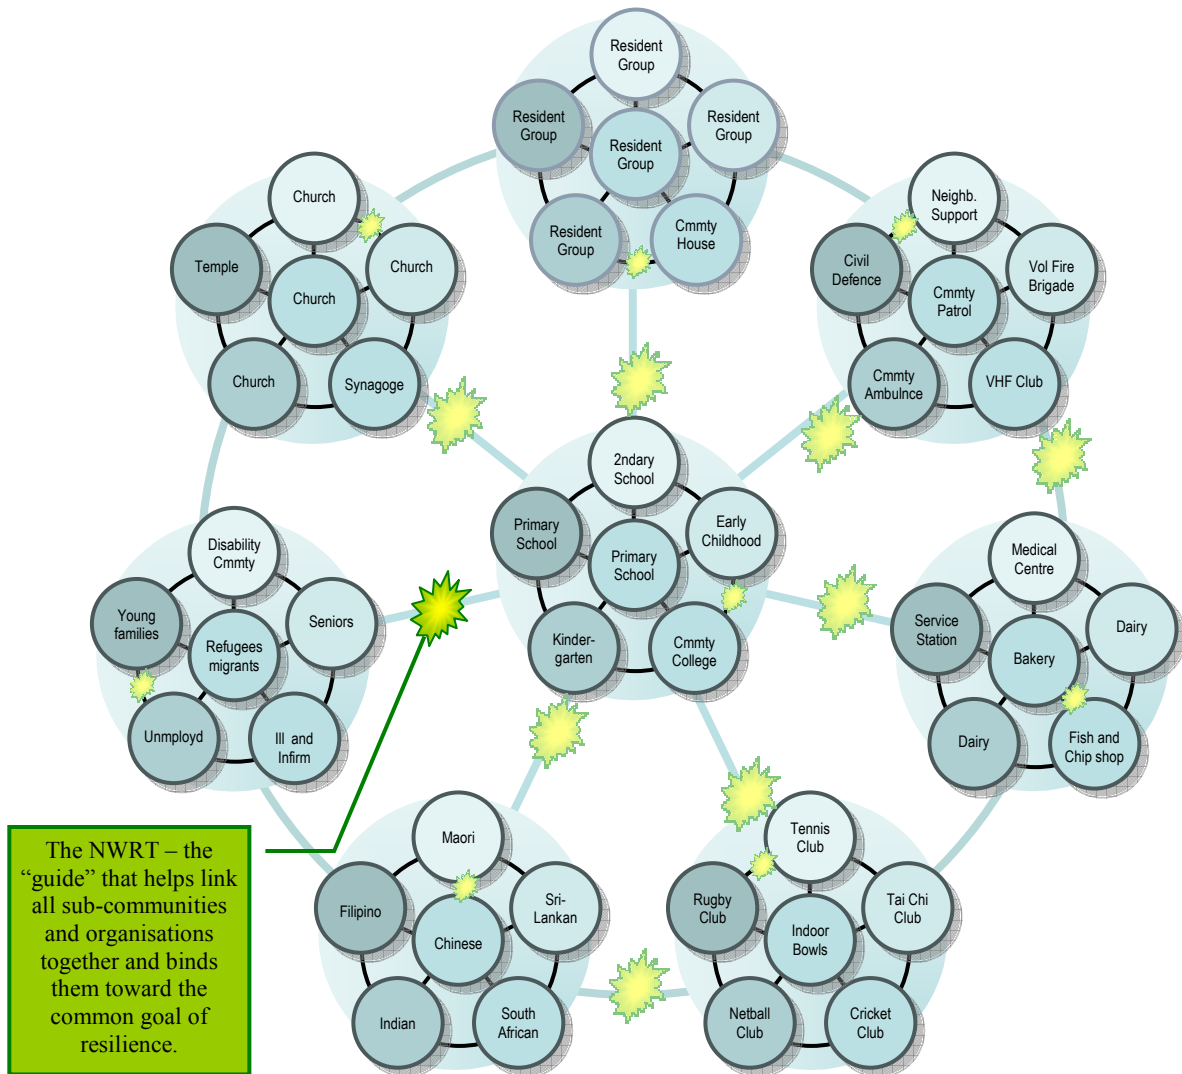 Resident
Group
Resident
Group
Resident
Group
Resident
Group
Resident
Group
Cmmty
House
Church
Temple
Church
Church
Church
Synagoge
Neighb.
Support
Civil
Defence
Vol Fire
Brigade
Cmmty
Patrol
Cmmty
Ambulnce
VHF Club
2ndary
School
Primary
School
Early
Childhood
Primary
School
Kinder-
garten
Cmmty
College
Disability
Cmmty
Young
families
Seniors
Refugees
migrants
Unmployd
Ill and
Infirm
Medical
Centre
Service
Station
Dairy
Bakery
Dairy
Fish and
Chip shop
Maori
Filipino
Sri-
Lankan
Chinese
Indian
South
African
Tennis
Club
Rugby
Club
Tai Chi
Club
Indoor
Bowls
Netball
Club
Cricket
Club
The NWRT – the
“guide” that helps link
all sub-communities
and organisations
together and binds
them toward the
common goal of
resilience.